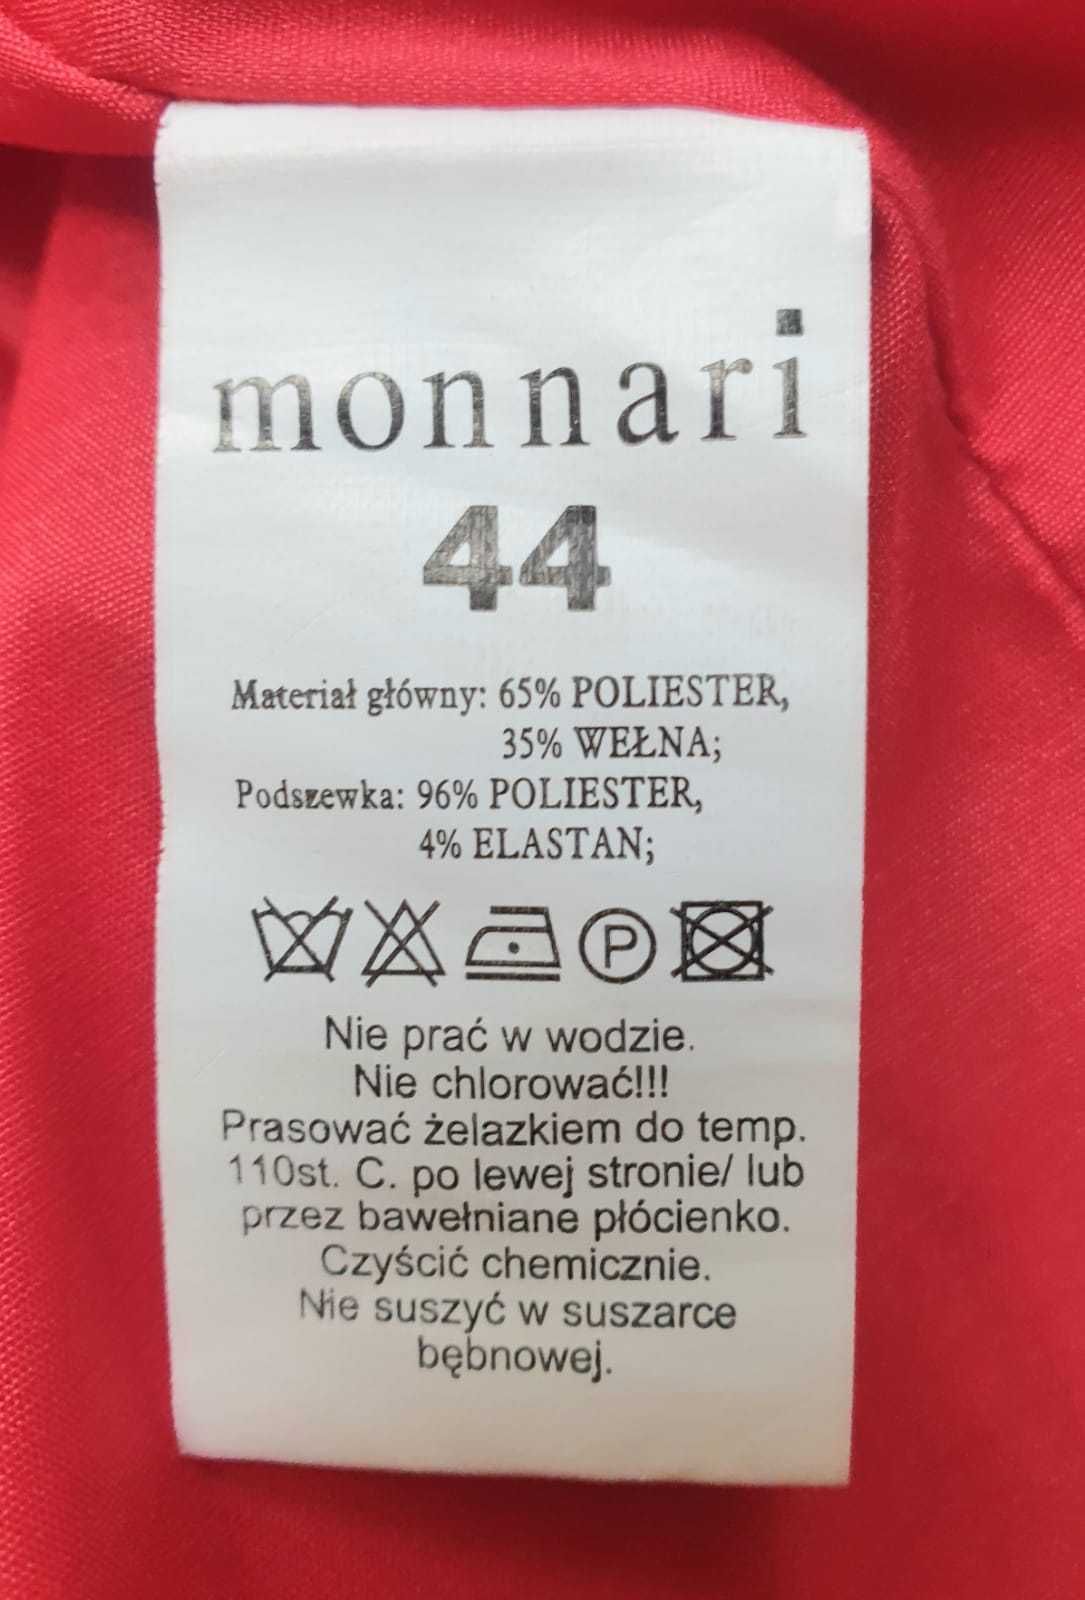 monnari
44
Materiał główny: 65% POLIESTER,
35% WEŁNA;
Podszewka: 96% POLIESTER,
4% ELASTAN;
P
Nie prać w wodzie.
Nie chlorować!!!
Prasować żelazkiem do temp.
110st. C. po lewej stronie/ lub
przez bawełniane płócienko.
Czyścić chemicznie.
Nie suszyć w suszarce
bębnowej.